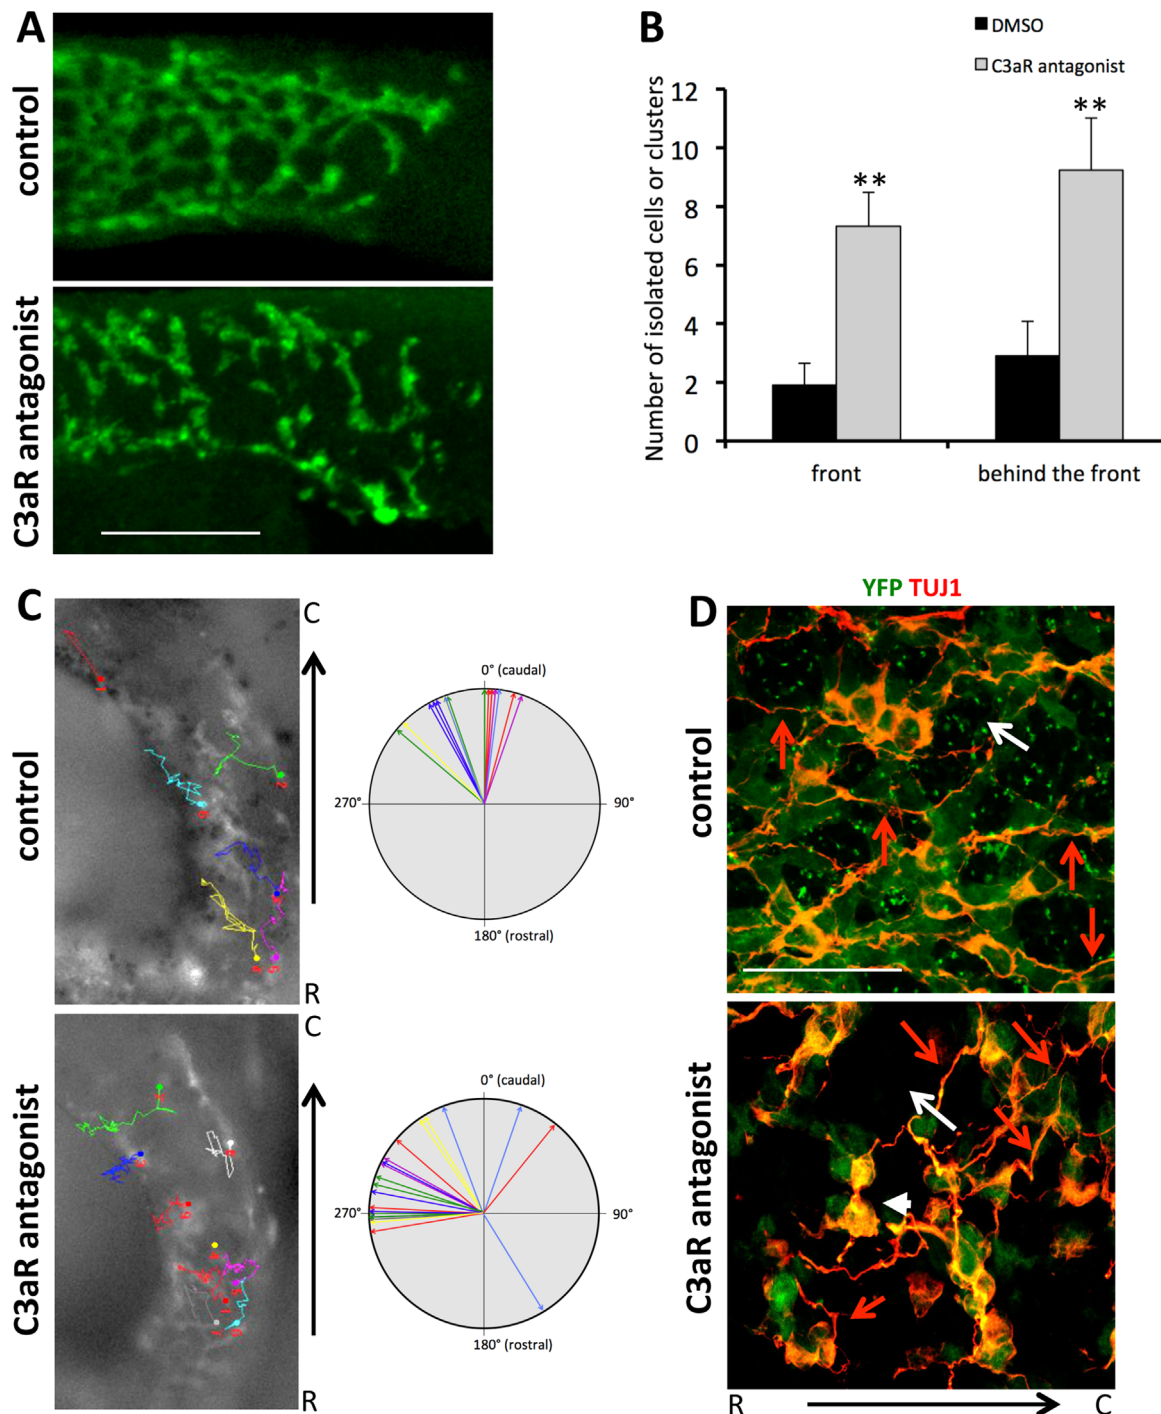 A
control
C3aR antagonist
B
DMSO
C3aR antagonist
**
**
Number of isolated cells or clusters
12
10
8
6
4
2
0
front
behind the front
C
control
C
R
0° (caudal)
270°
90°
180° (rostral)
C3aR antagonist
C
R
0° (caudal)
270°
90°
180° (rostral)
YFP TUJ1
D
control
C3aR antagonist
R
C